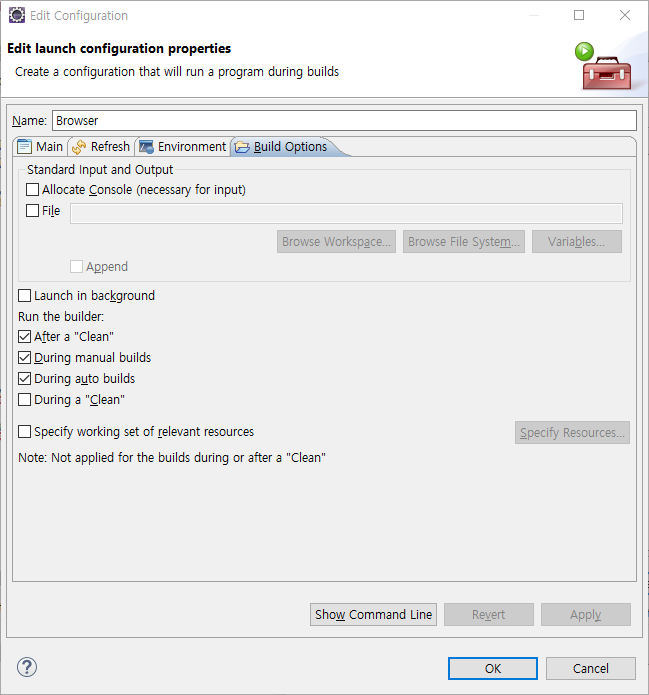 Edit Configuration
Edit launch configuration properties
Create a configuration that will run a program during builds
Name: Browser
Main Refresh Environment Build Options
Standard Input and Output
Allocate Console (necessary for input)
File
Browse Workspace... Browse File System... Variables...
Append
Launch in background
Run the builder:
After a "Clean"
During manual builds
During auto builds
During a "Clean"
Specify working set of relevant resources Specify Resources...
Note: Not applied for the builds during or after a "Clean"
Show Command Line Revert Apply
? OK Cancel